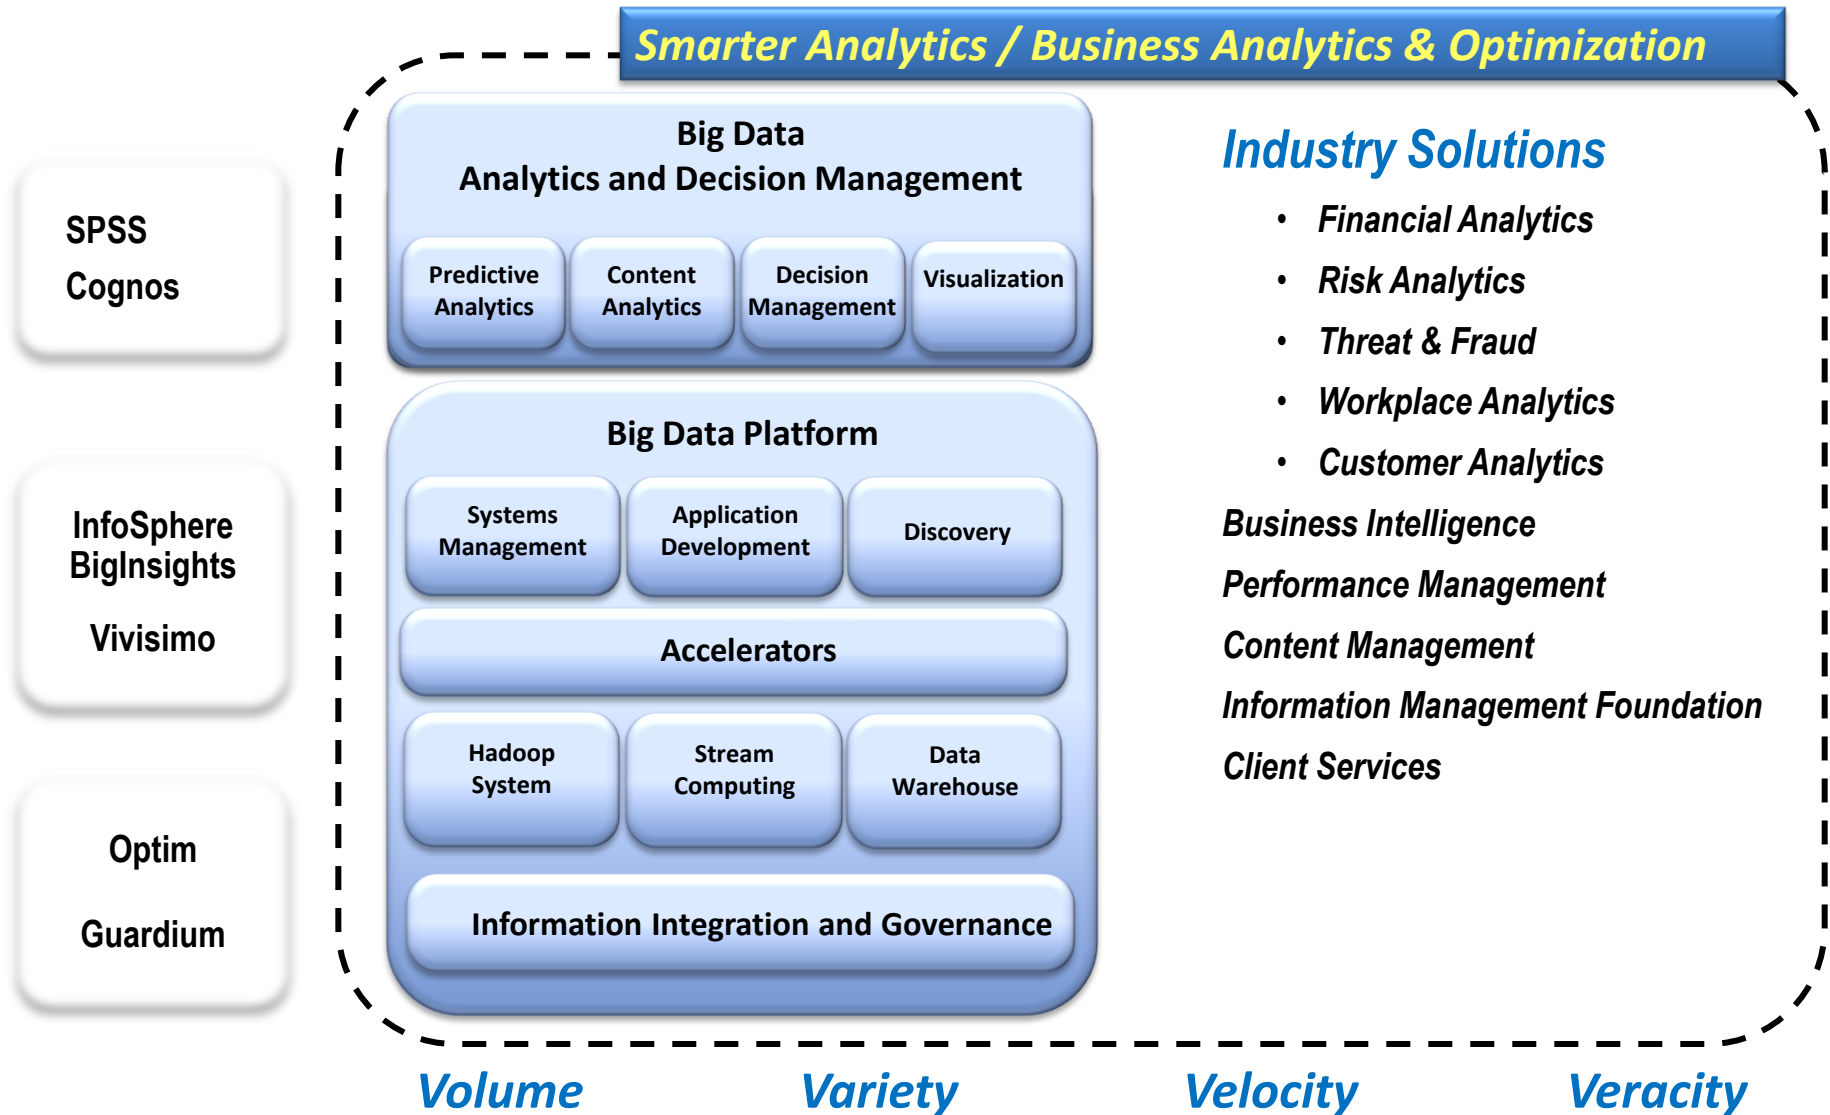 Smarter Analytics / Business Analytics & Optimization
SPSS
Cognos
InfoSphere
BigInsights
Vivisimo
Optim
Guardium
Big Data
Analytics and Decision Management
Predictive
Analytics
Content
Analytics
Decision
Management
Visualization
Big Data Platform
Systems
Management
Application
Development
Discovery
Accelerators
Hadoop
System
Stream
Computing
Data
Warehouse
Information Integration and Governance
Industry Solutions
• Financial Analytics
• Risk Analytics
• Threat & Fraud
• Workplace Analytics
• Customer Analytics
Business Intelligence
Performance Management
Content Management
Information Management Foundation
Client Services
Volume
Variety
Velocity
Veracity